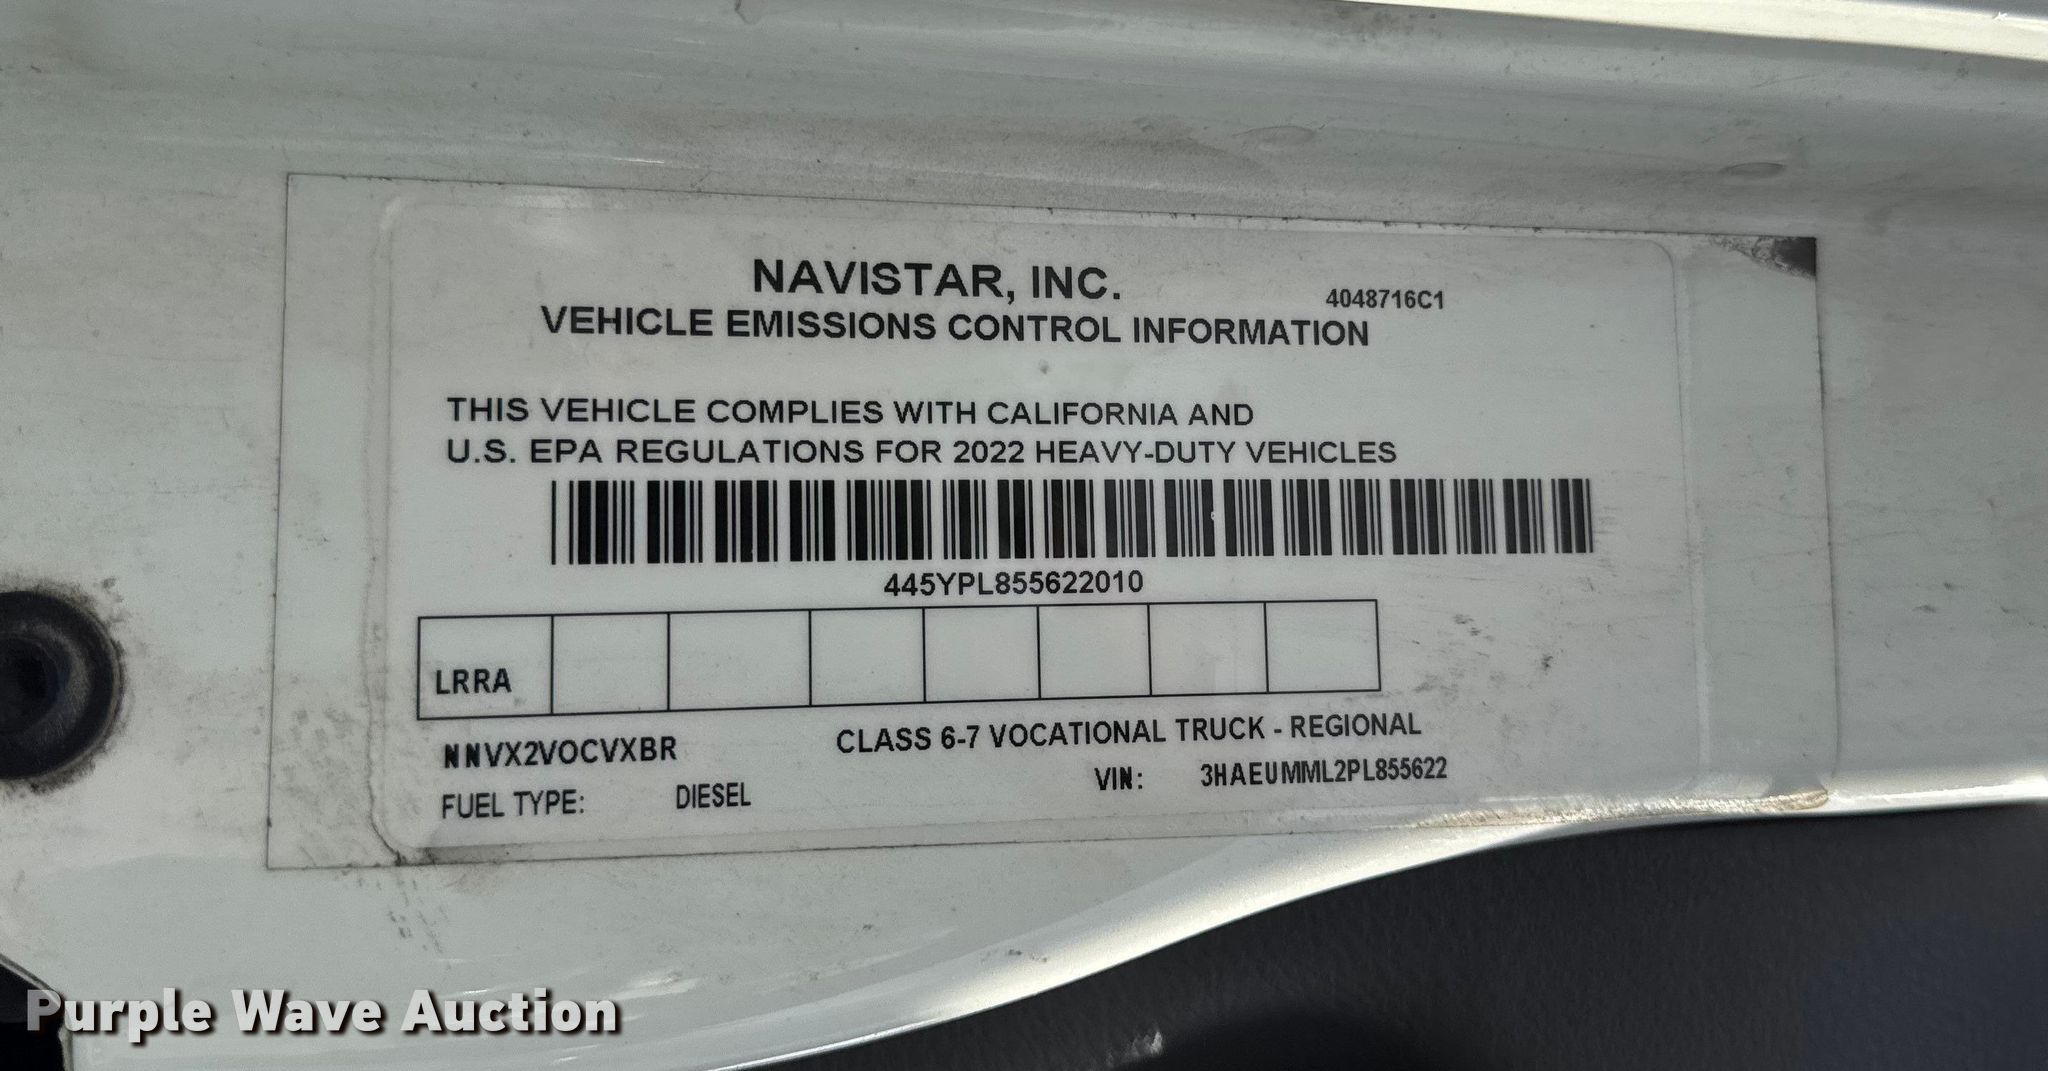 NAVISTAR, INC.
4048716C1
VEHICLE EMISSIONS CONTROL INFORMATION
THIS VEHICLE COMPLIES WITH CALIFORNIA AND
U.S. EPA REGULATIONS FOR 2022 HEAVY-DUTY VEHICLES
445YPL855622010
LRRA
NNVX2VOCVXBR
CLASS 6-7 VOCATIONAL TRUCK - REGIONAL
FUEL TYPE: DIESEL
VIN: 3HAEUMML2PL855622
Purple Wave Auction